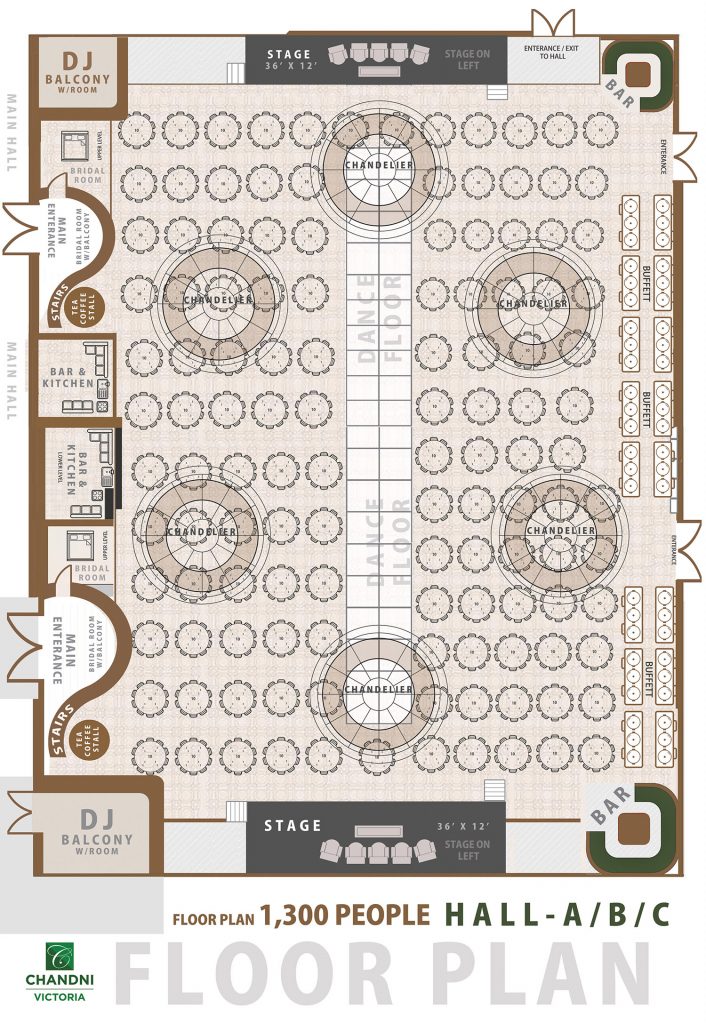 DJ
BALCONY
W/ROOM
STAGE
36' X 12'
STAGE ON
LEFT
ENTERANCE / EXIT
TO HALL
BAR
MAIN HALL
UPPER LEVEL
BRIDAL
ROOM
MAIN
ENTERANCE
BRIDAL ROOM
W/BALCONY
STAIRS
TEA
COFFEE
STALL
CHANDELIER
ENTERANCE
CHANDELIER
CHANDELIER
DANCE
FLOOR
BUFFETT
MAIN HALL
BAR &
KITCHEN
BUFFETT
BAR &
KITCHEN
LOWER LEVEL
DANCE
FLOOR
CHANDELIER
CHANDELIER
ENTERANCE
UPPER LEVEL
BRIDAL
ROOM
MAIN
ENTERANCE
BRIDAL ROOM
W/BALCONY
STAIRS
TEA
COFFEE
STALL
CHANDELIER
BUFFETT
DJ
BALCONY
W/ROOM
STAGE
36' X 12'
STAGE ON
LEFT
BAR
FLOOR PLAN 1,300 PEOPLE HALL-A/B/C
CHANDNI
VICTORIA
FLOOR PLAN